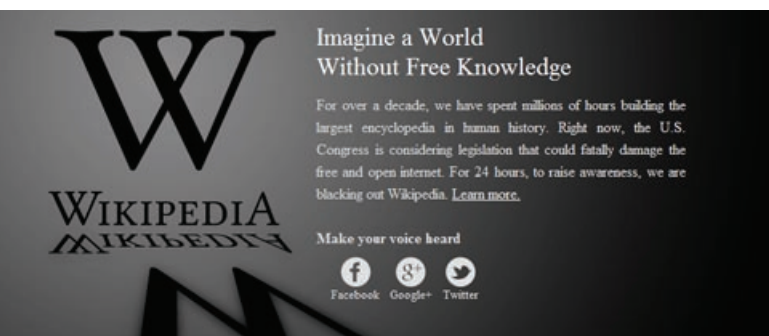 W
WIKIPEDIA
Imagine a World
Without Free Knowledge
For over a decade, we have spent millions of hours building the
largest encyclopedia in human history. Right now, the U.S.
Congress is considering legislation that could fatally damage the
free and open internet. For 24 hours, to raise awareness, we are
blacking out Wikipedia. Learn more.
Make your voice heard
f g+
Facebook Google+ Twitter